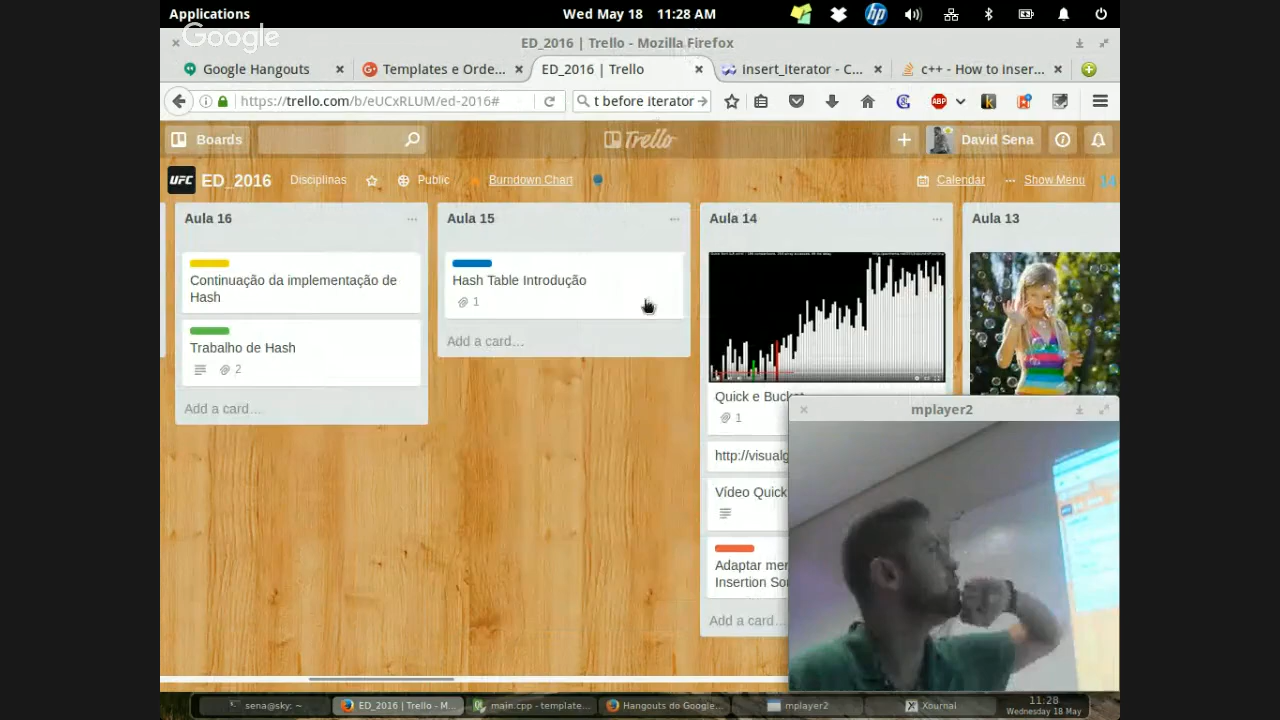 Applications
Wed May 18 11:28 AM
Google
ED_2016 | Trello - Mozilla Firefox
Google Hangouts
Templates e Orde...
ED_2016 | Trello
insert_iterator - C...
c++ - How to inser...
https://trello.com/b/eUCxRLUM/ed-2016#
t before Iterator
ABP
Boards
Trello
David Sena
UFC
ED_2016
Disciplinas
Public
Burndown Chart
Calendar
Show Menu
Aula 16
Continuação da implementação de
Hash
Trabalho de Hash
2
Add a card...
Aula 15
Hash Table Introdução
1
Add a card...
Aula 14
Quick e Bucket
1
http://visualg
Vídeo Quick
Adaptar mer
Insertion So
Add a card...
Aula 13
mplayer2
sena@sky: ~
ED_2016 | Trello - M...
main.cpp - template...
Hangouts do Google...
mplayer2
Xournal
11:28
Wednesday 18 May